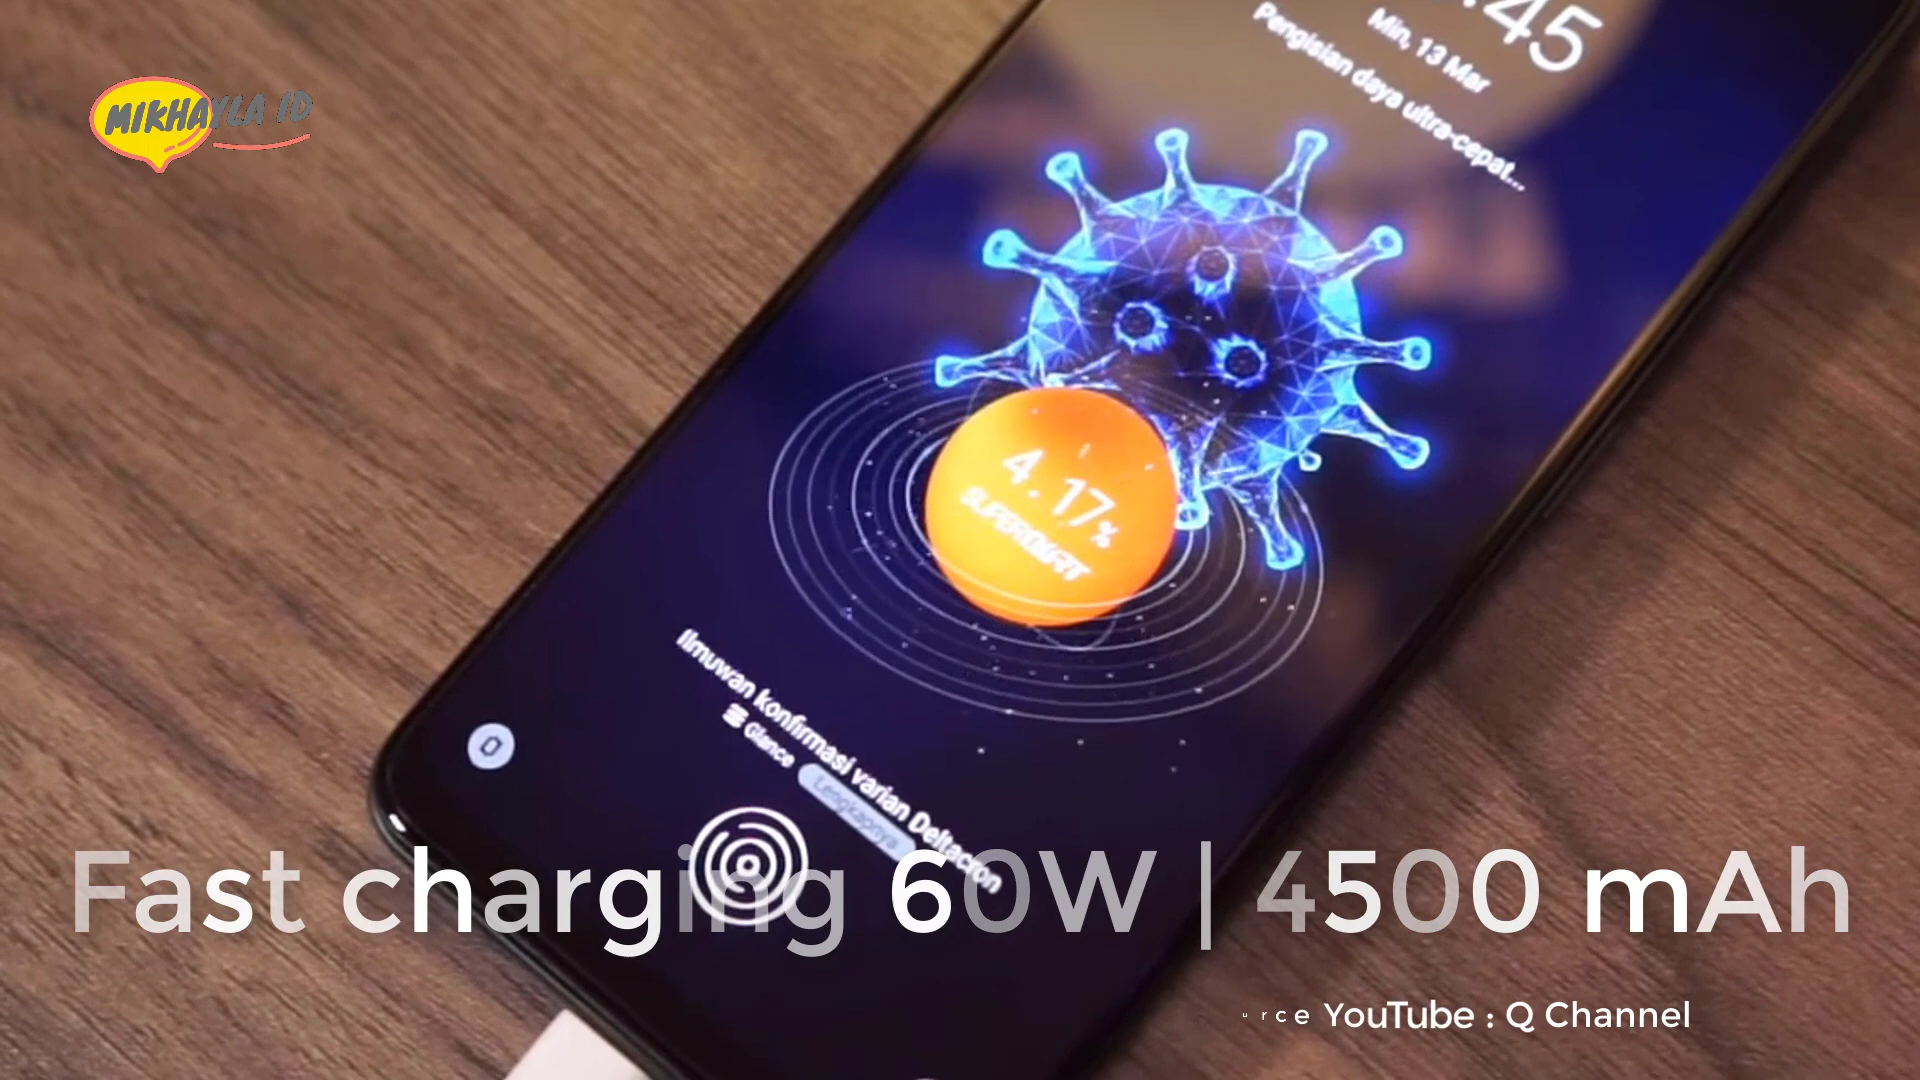 MIKHAYLA ID
:45
Min, 13 Mar
Pengisian daya ultra-cepat...
4.17%
SUPERDART
Ilmuwan konfirmasi varian Deltacron
Glance Lengkapnya
Fast charging 60W | 4500 mAh
urce YouTube : Q Channel